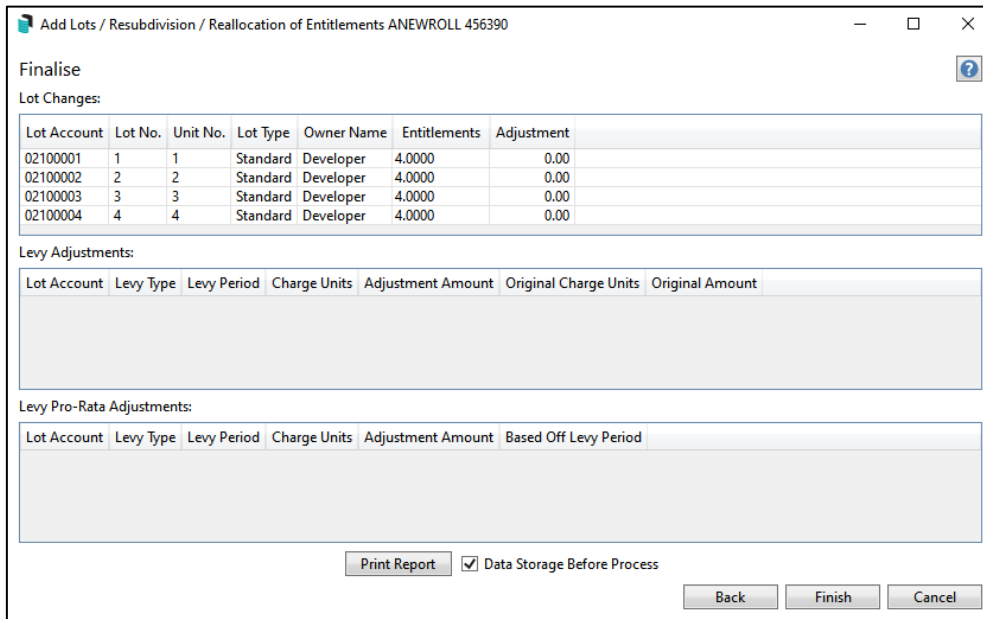 Add Lots / Resubdivision / Reallocation of Entitlements ANEWROLL 456390
Finalise
?
Lot Changes:
Lot Account Lot No. Unit No. Lot Type Owner Name Entitlements Adjustment
02100001 1 1 Standard Developer 4.0000 0.00
02100002 2 2 Standard Developer 4.0000 0.00
02100003 3 3 Standard Developer 4.0000 0.00
02100004 4 4 Standard Developer 4.0000 0.00
Levy Adjustments:
Lot Account Levy Type Levy Period Charge Units Adjustment Amount Original Charge Units Original Amount
Levy Pro-Rata Adjustments:
Lot Account Levy Type Levy Period Charge Units Adjustment Amount Based Off Levy Period
Print Report Data Storage Before Process
Back Finish Cancel